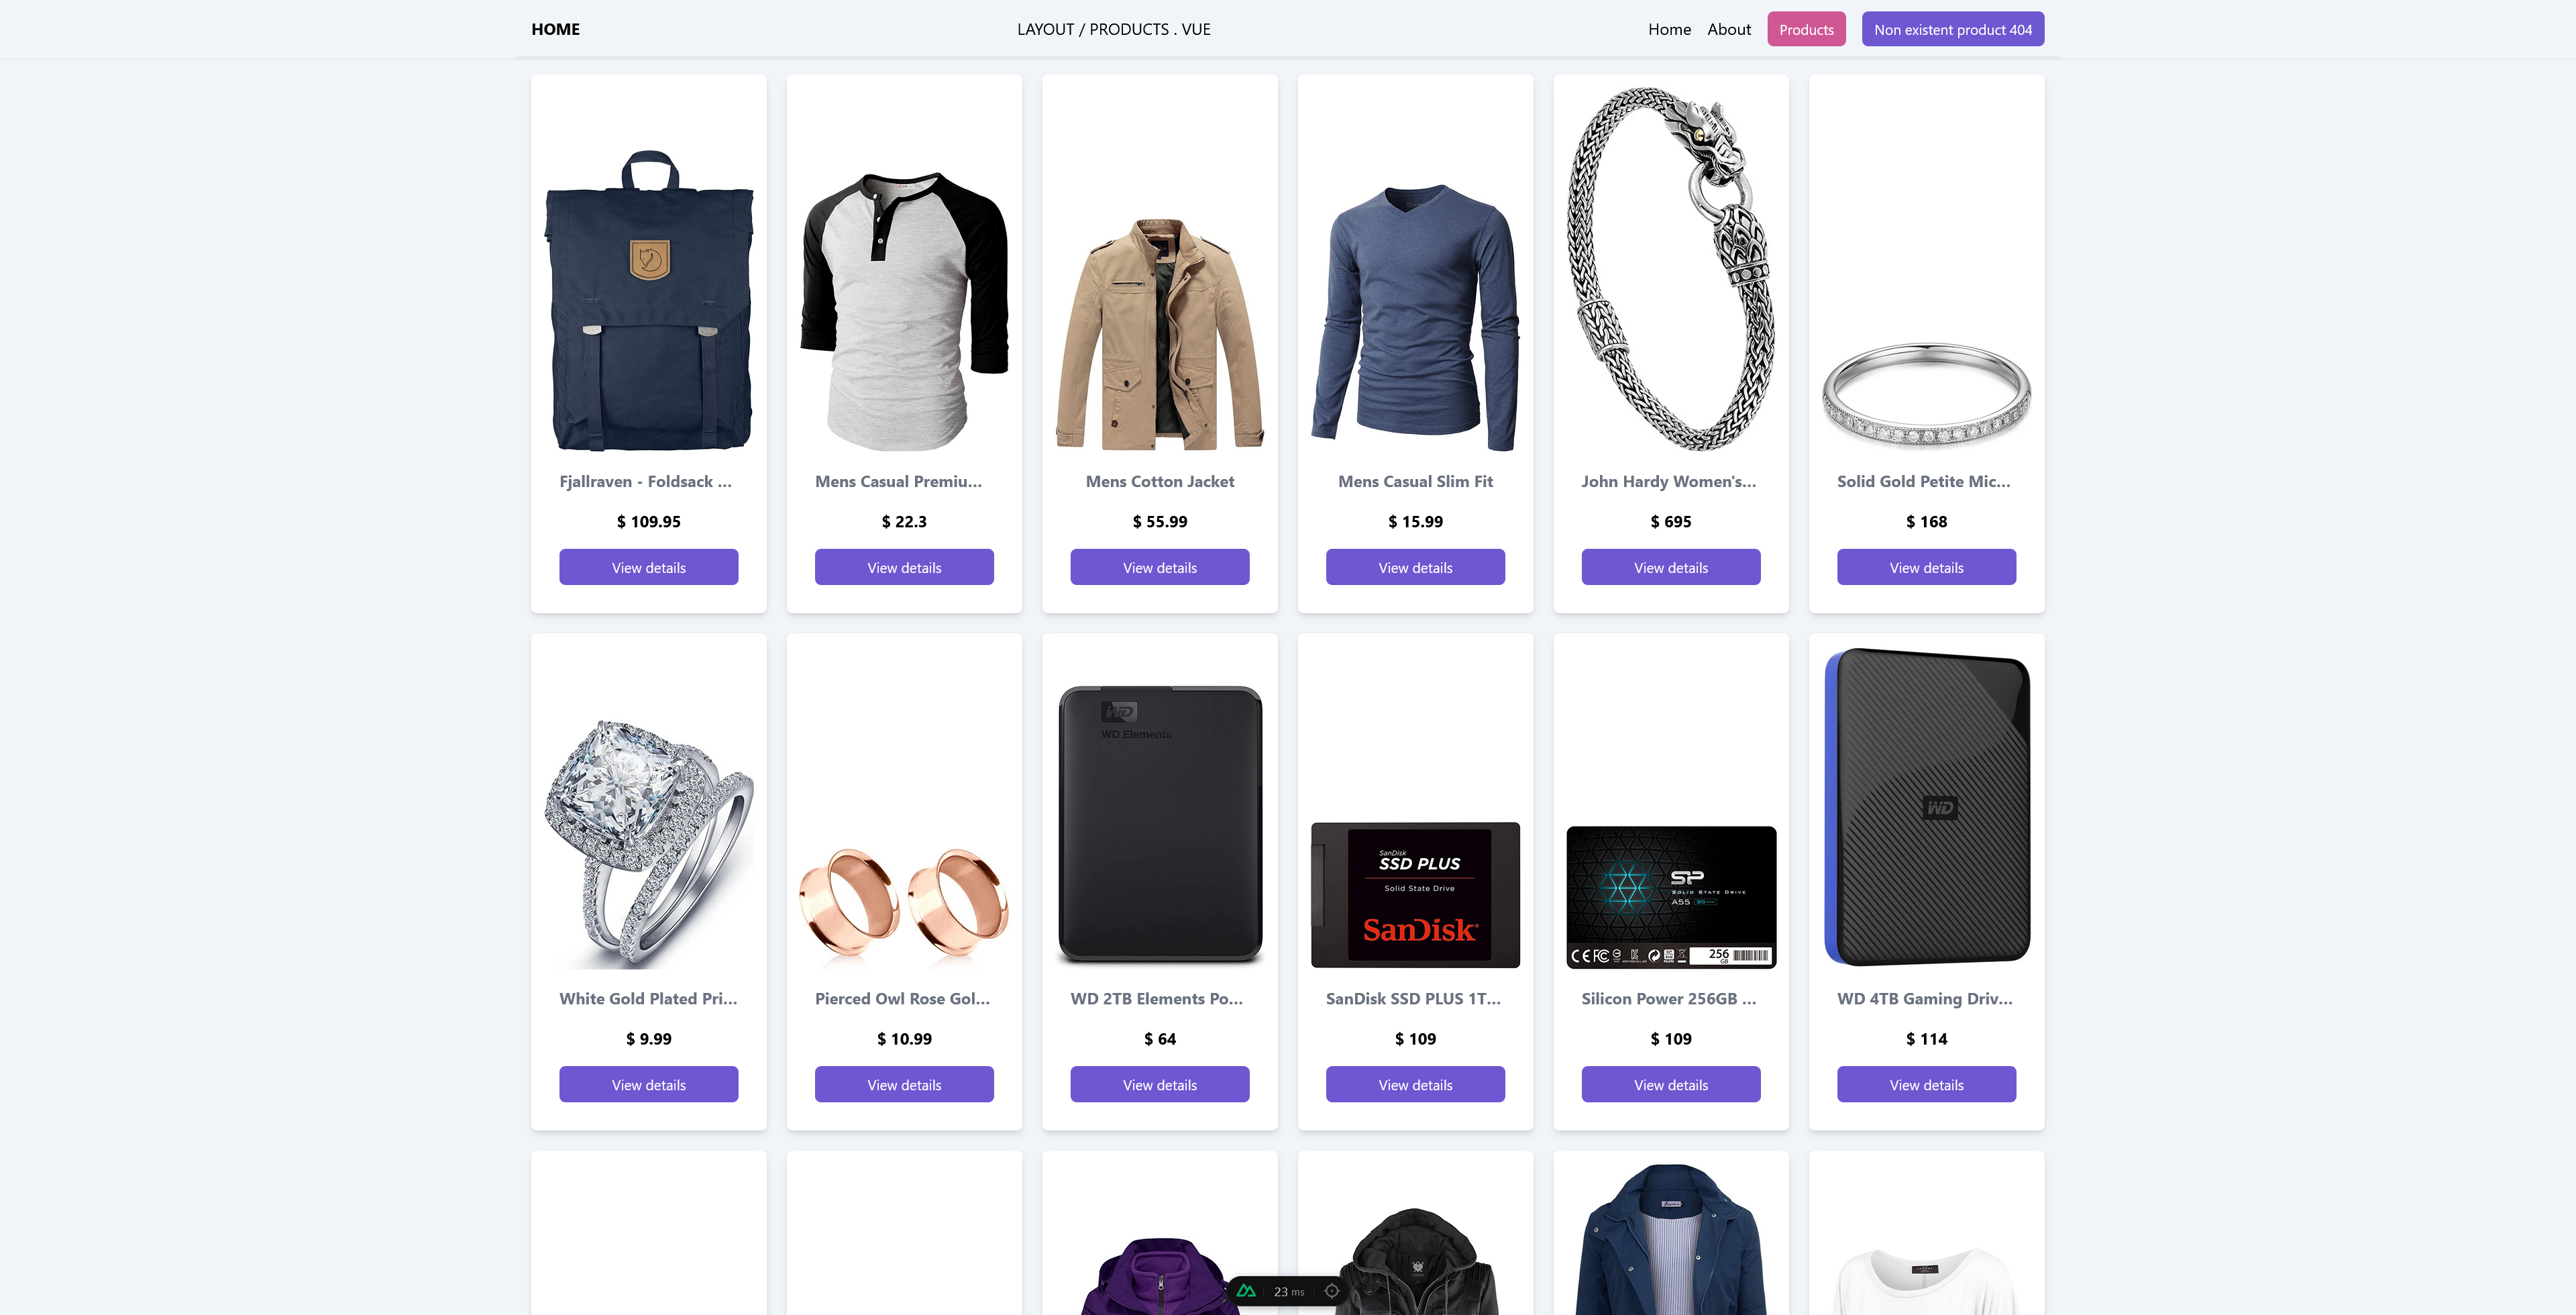 HOME
LAYOUT / PRODUCTS . VUE
Home
About
Products
Non existent product 404
Fjallraven - Foldsack ...
Mens Casual Premiu...
Mens Cotton Jacket
Mens Casual Slim Fit
John Hardy Women's...
Solid Gold Petite Mic...
$ 109.95
$ 22.3
$ 55.99
$ 15.99
$ 695
$ 168
View details
View details
View details
View details
View details
View details
WD
WD Elements
SanDisk
SSD PLUS
Solid State Drive
SanDisk
SP
SOLID STATE DRIVE
A55
256
GB
WD
White Gold Plated Pri...
Pierced Owl Rose Gol...
WD 2TB Elements Po...
SanDisk SSD PLUS 1T...
Silicon Power 256GB ...
WD 4TB Gaming Driv...
$ 9.99
$ 10.99
$ 64
$ 109
$ 109
$ 114
View details
View details
View details
View details
View details
View details
23 ms